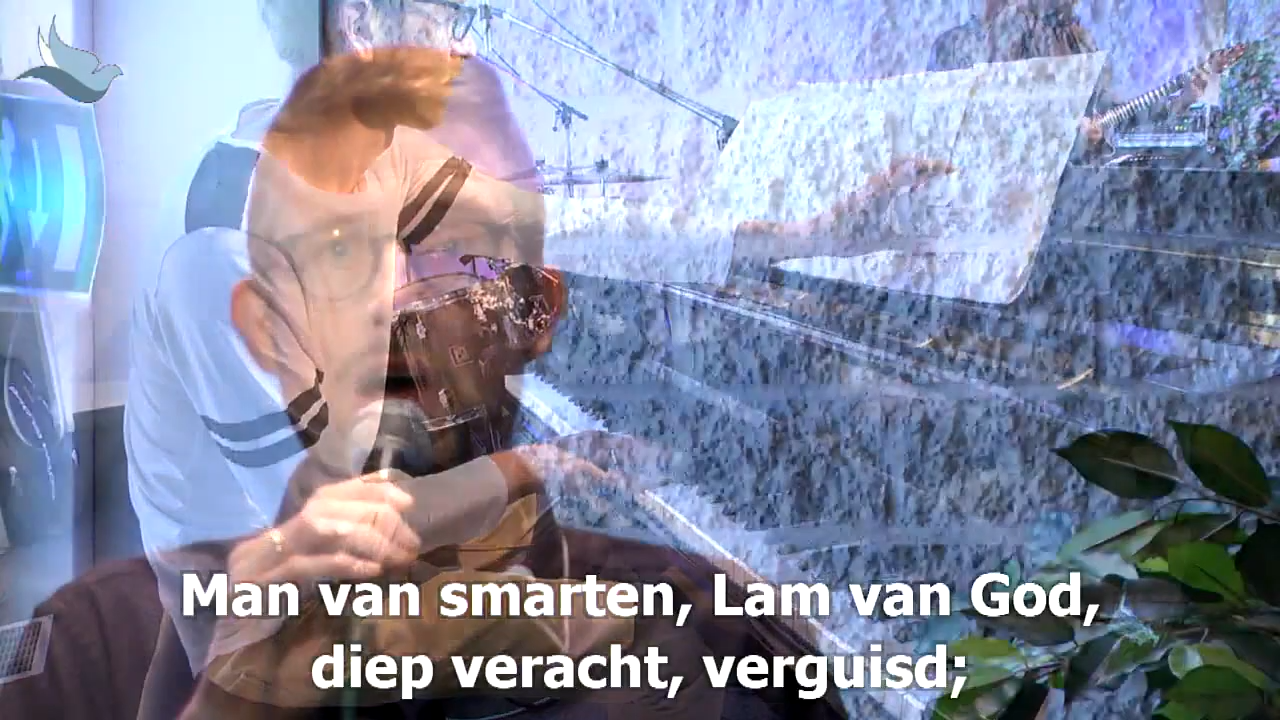 Man van smarten, Lam van God,
diep veracht, verguisd;